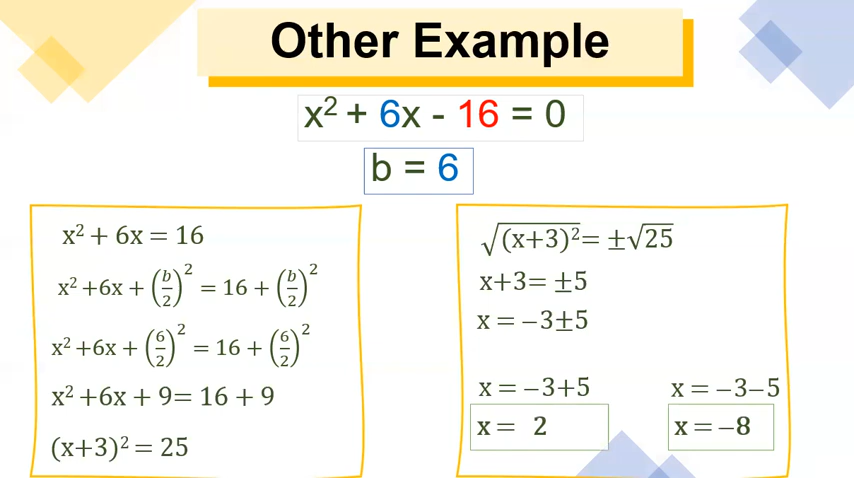 Other Example
x² + 6x - 16 = 0
b = 6
x² + 6x = 16
x² +6x + (b/2)² = 16 + (b/2)²
x² +6x + (6/2)² = 16 + (6/2)²
x² +6x + 9= 16 + 9
(x+3)² = 25
√(x+3)²= ±√25
x+3= ±5
x = −3±5
x = −3+5
x = 2
x = −3−5
x = −8